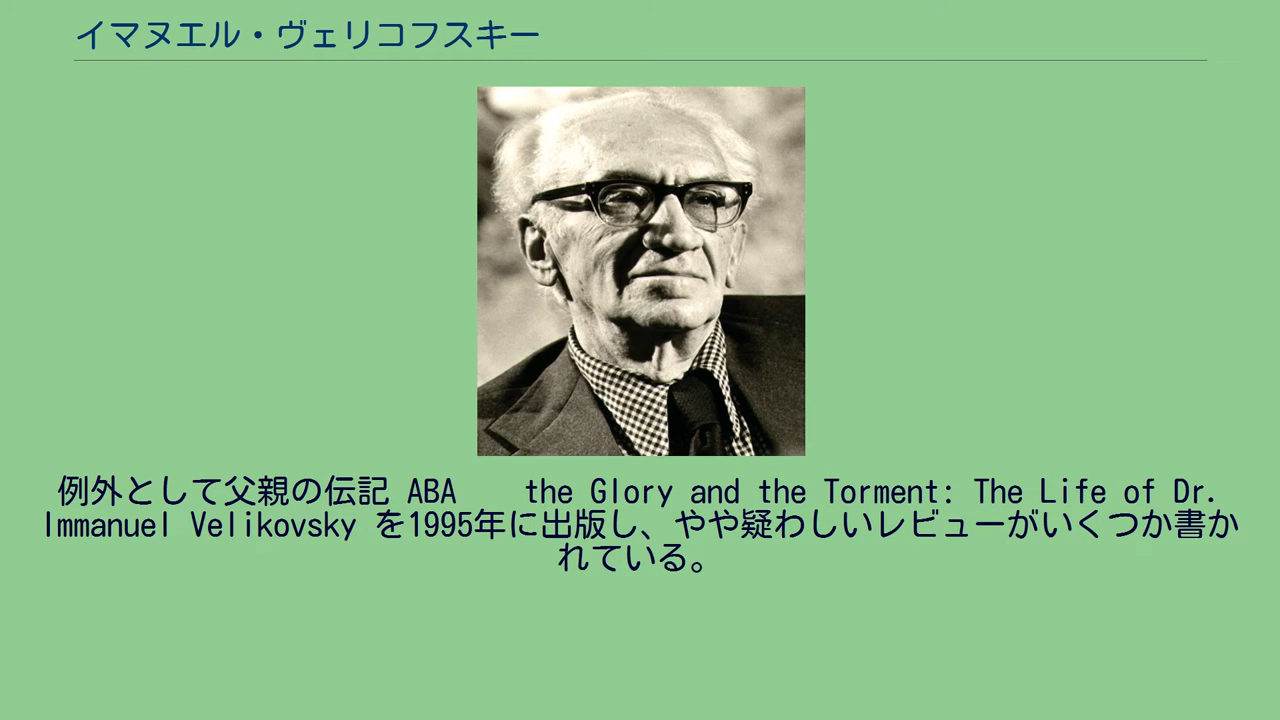 イマヌエル・ヴェリコフスキー
例外として父親の伝記 ABA    the Glory and the Torment: The Life of Dr.
Immanuel Velikovsky を1995年に出版し、やや疑わしいレビューがいくつか書か
れている。